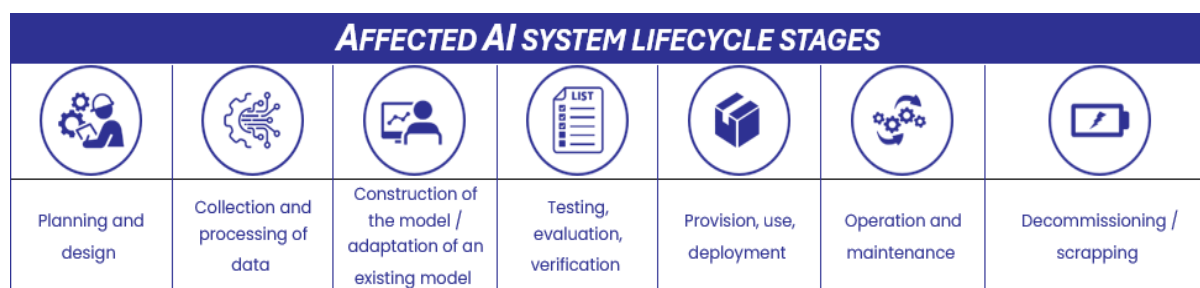 AFFECTED AI SYSTEM LIFECYCLE STAGES
LIST
Planning and
design
Collection and
processing of
data
Construction of
the model /
adaptation of an
existing model
Testing,
evaluation,
verification
Provision, use,
deployment
Operation and
maintenance
Decommissioning /
scrapping